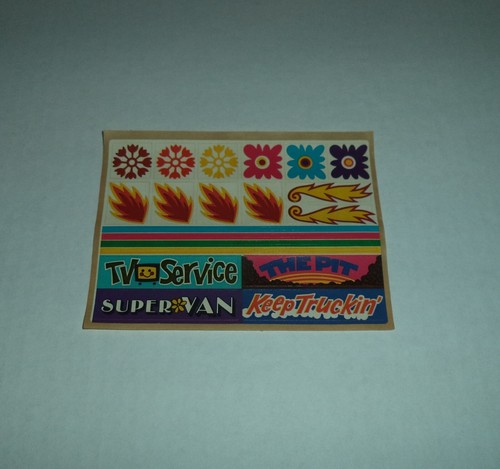 TV Service
THE PIT
SUPER VAN
Keep Truckin'